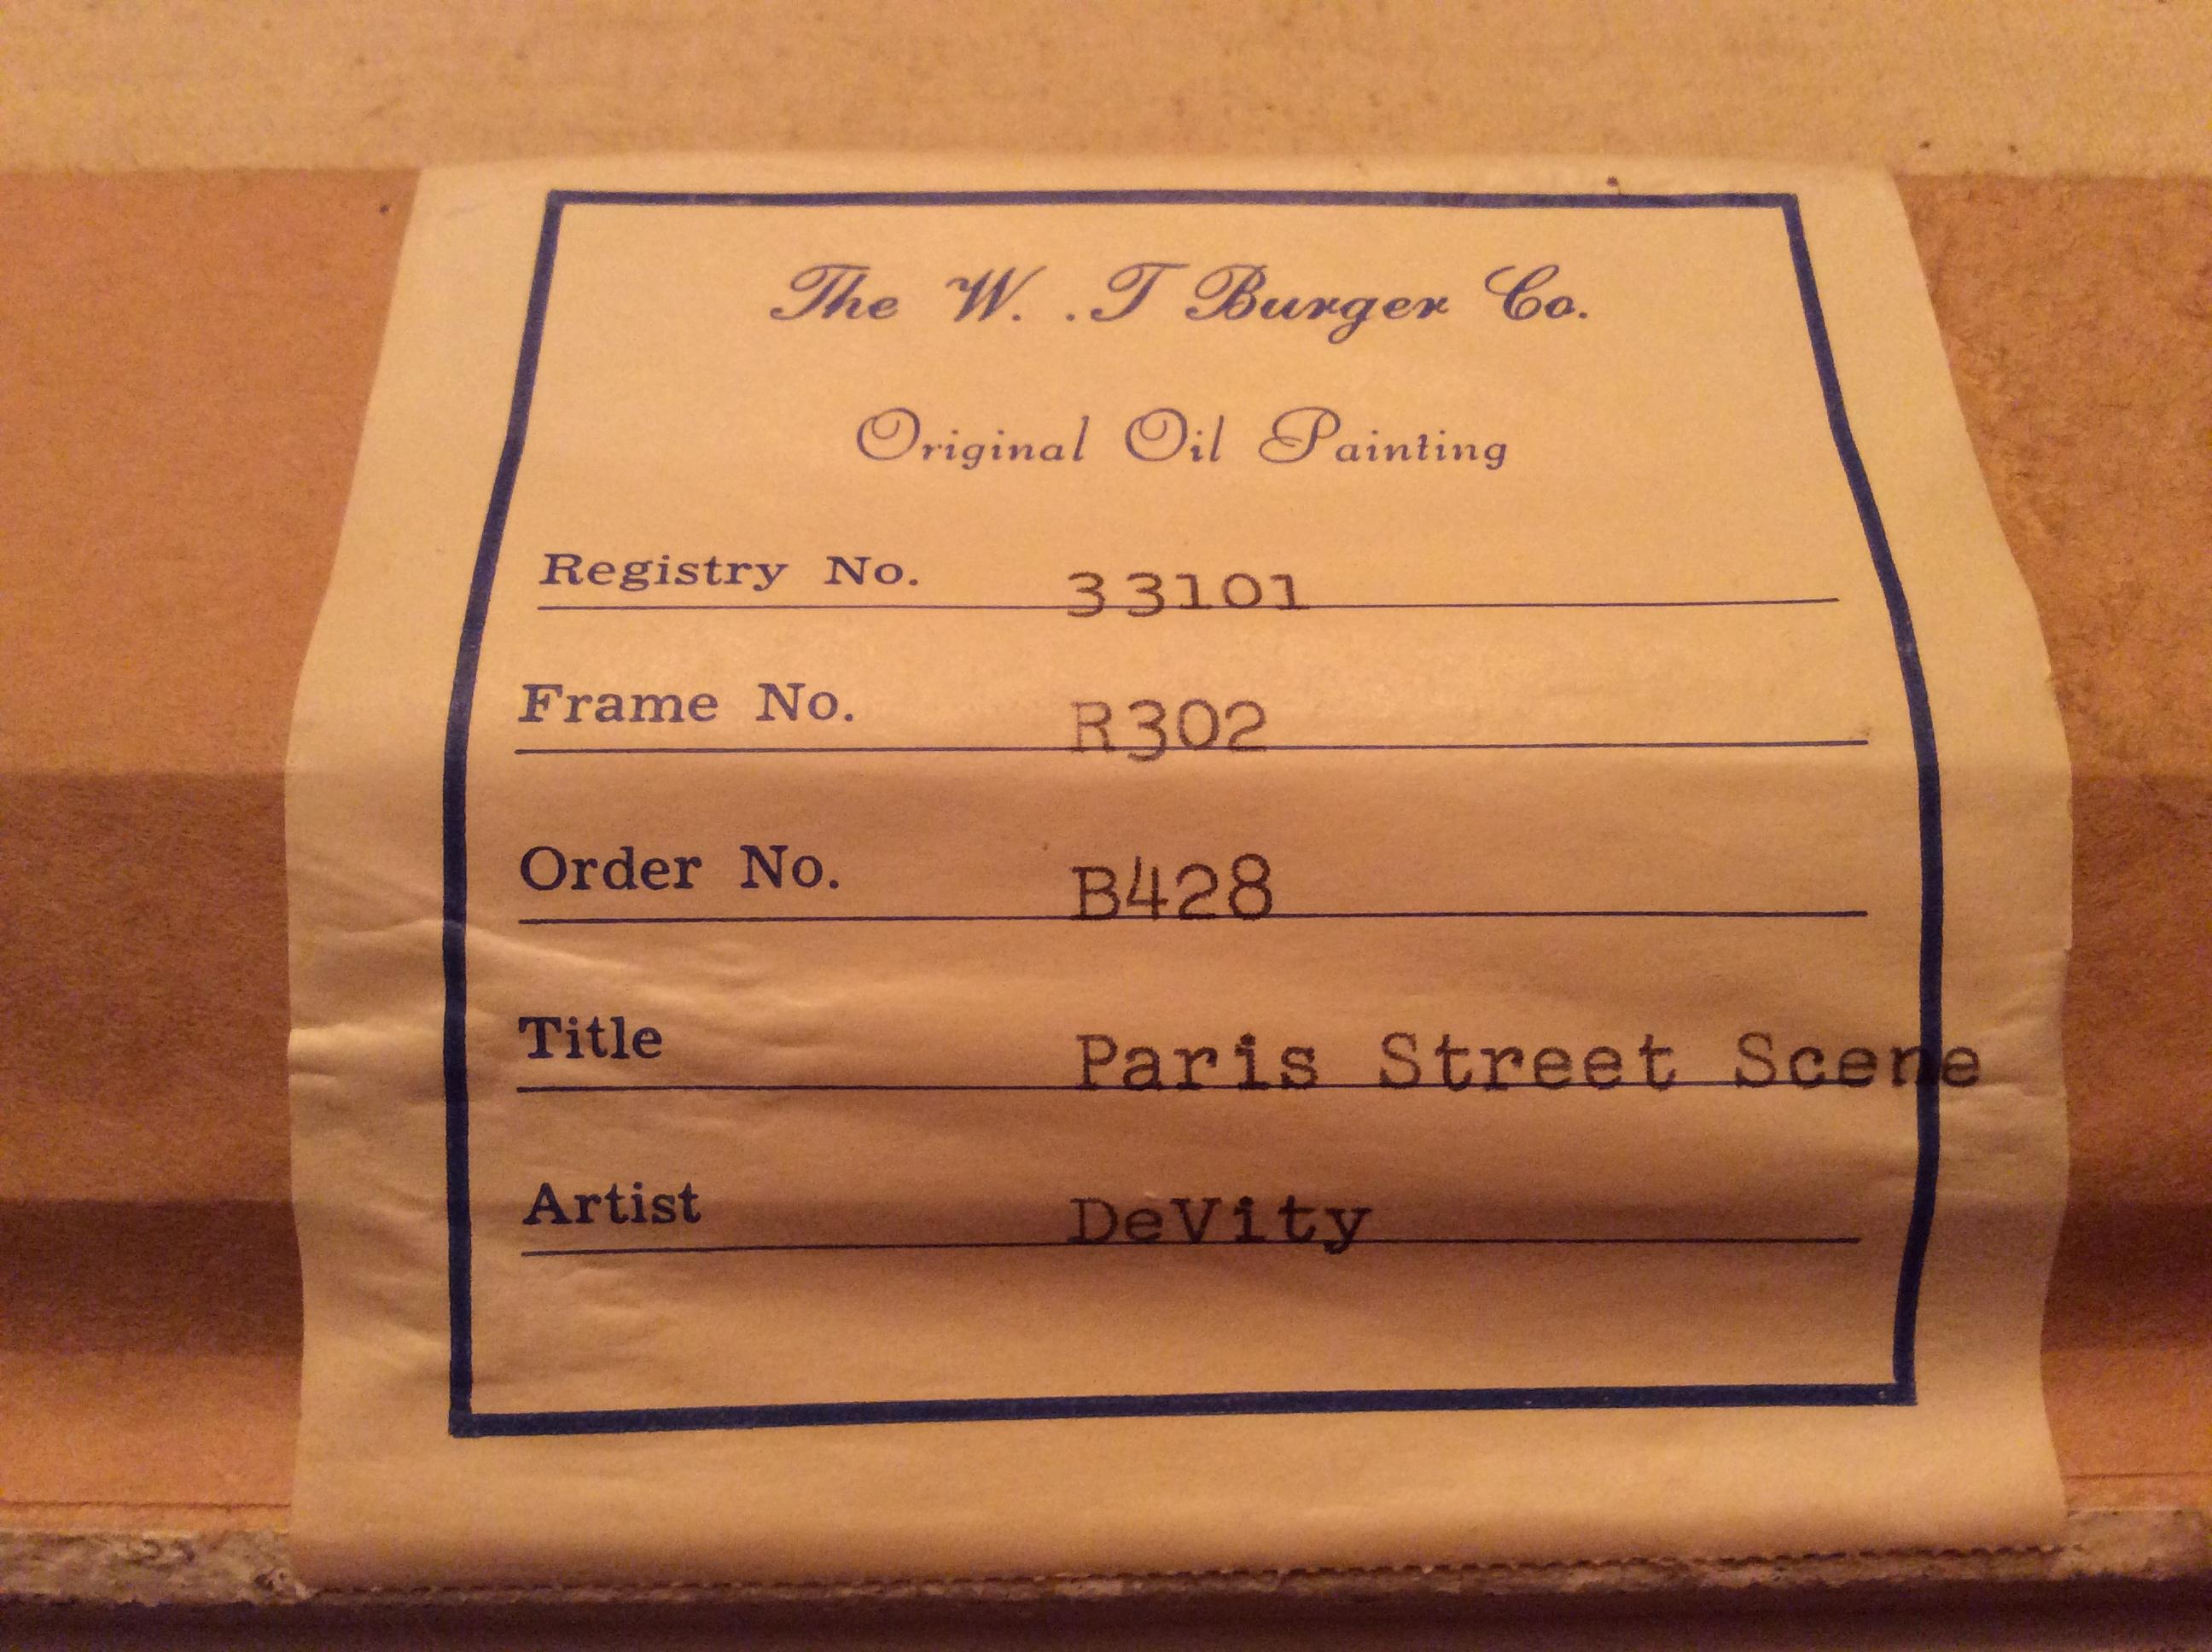 The W. .T Burger Co.
Original Oil Painting
Registry No. 33101
Frame No. R302
Order No. B428
Title Paris Street Scene
Artist DeVity